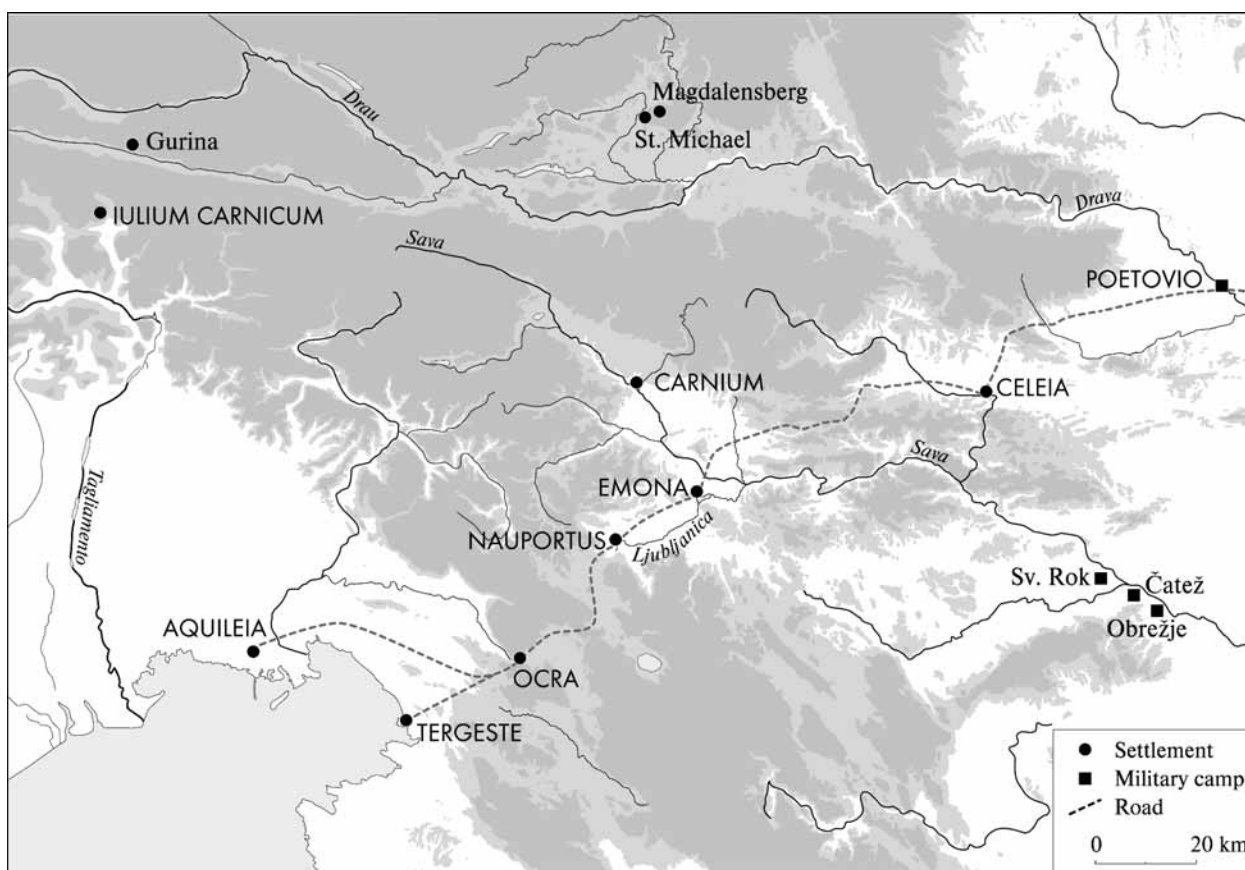 Magdalensberg
Drau
St. Michael
Gurina
IULIUM CARNICUM
Drava
Sava
POETOVIO
CARNIUM
CELEIA
Sava
EMONA
Tagliamento
NAUPORTUS
Ljubljanica
Sv. Rok
Čatež
Obrežje
AQUILEIA
OCRA
TERGESTE
Settlement
Military camp
Road
0 20 km